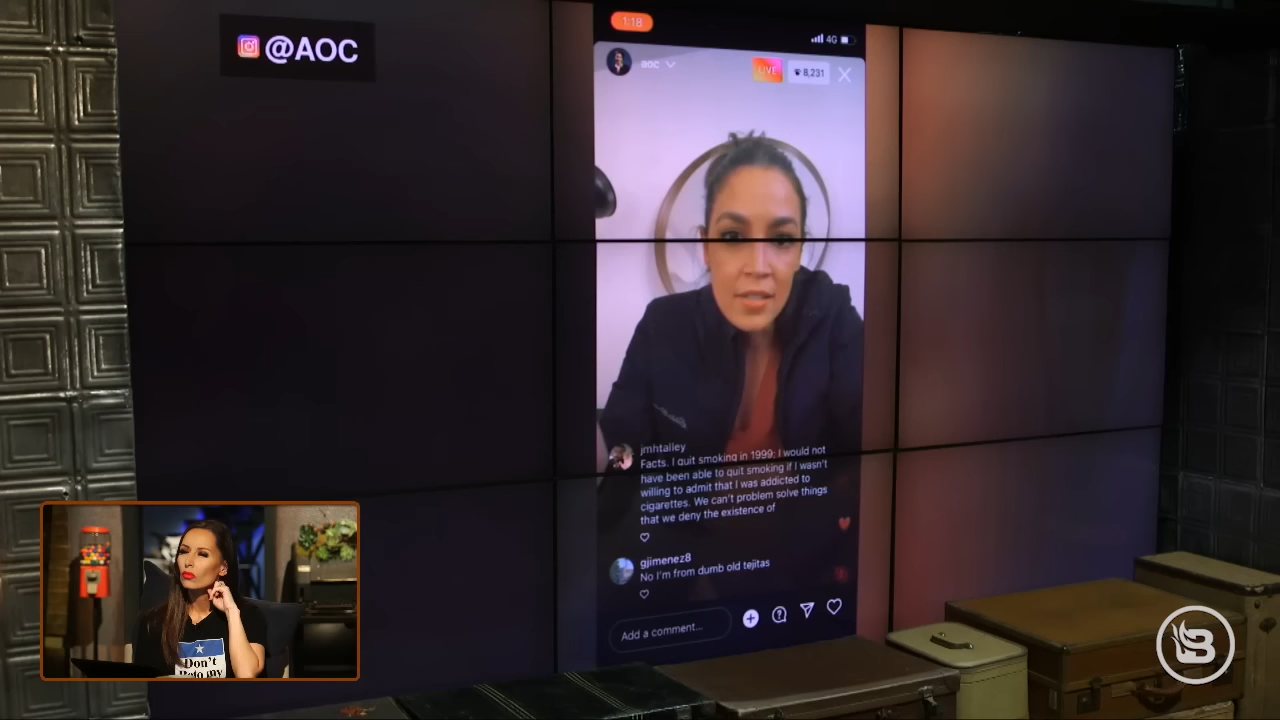 @AOC
1:18
4G
aoc
LIVE
8,231
jmhtalley
Facts. I quit smoking in 1999; I would not
have been able to quit smoking if I wasn't
willing to admit that I was addicted to
cigarettes. We can't problem solve things
that we deny the existence of
gjimenez8
No I'm from dumb old tejitas
Add a comment...
Don't
my
B